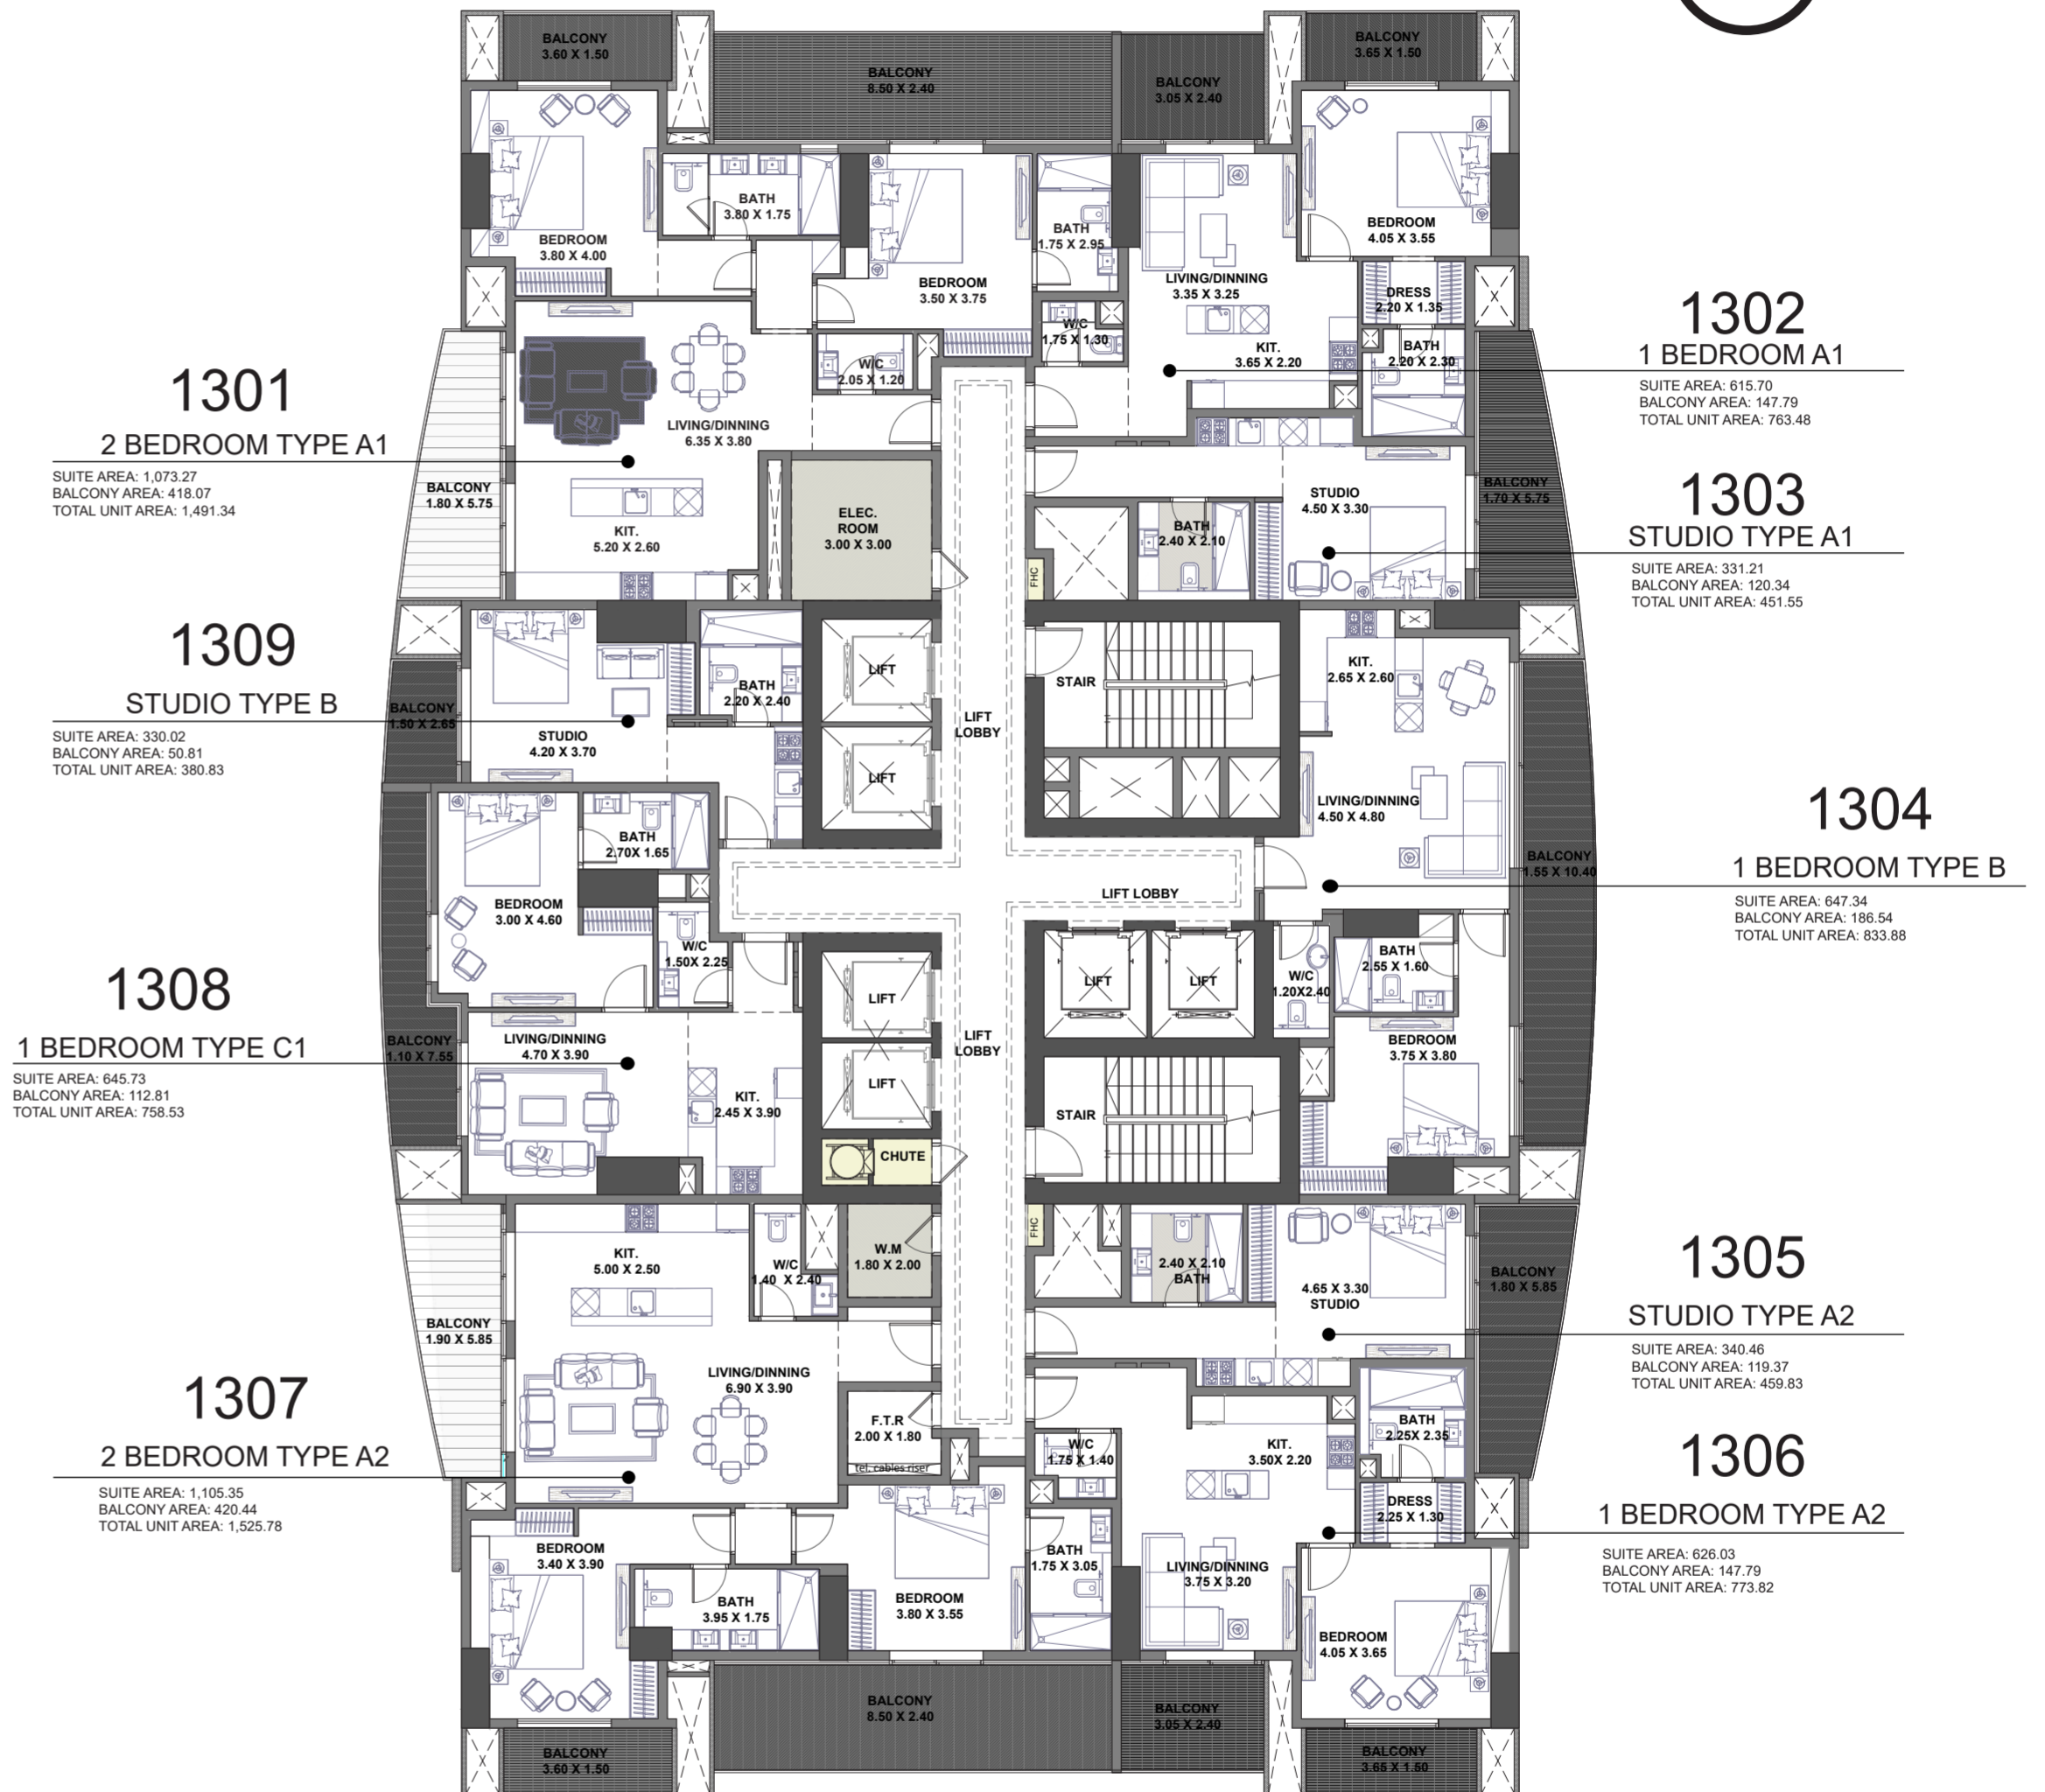 BALCONY
3.60 X 1.50
BALCONY
8.50 X 2.40
BALCONY
3.05 X 2.40
BALCONY
3.65 X 1.50
BATH
3.80 X 1.75
BEDROOM
3.80 X 4.00
BEDROOM
3.50 X 3.75
BATH
1.75 X 2.95
LIVING/DINNING
3.35 X 3.25
BEDROOM
4.05 X 3.55
DRESS
2.20 X 1.35
W/C
1.75 X 1.30
KIT.
3.65 X 2.20
BATH
2.20 X 2.30
W/C
2.05 X 1.20
1302
1 BEDROOM A1
SUITE AREA: 615.70
BALCONY AREA: 147.79
TOTAL UNIT AREA: 763.48
1301
2 BEDROOM TYPE A1
SUITE AREA: 1,073.27
BALCONY AREA: 418.07
TOTAL UNIT AREA: 1,491.34
LIVING/DINNING
6.35 X 3.80
BALCONY
1.80 X 5.75
KIT.
5.20 X 2.60
ELEC.
ROOM
3.00 X 3.00
FHC
BATH
2.40 X 2.10
STUDIO
4.50 X 3.30
BALCONY
1.70 X 5.75
1303
STUDIO TYPE A1
SUITE AREA: 331.21
BALCONY AREA: 120.34
TOTAL UNIT AREA: 451.55
1309
STUDIO TYPE B
SUITE AREA: 330.02
BALCONY AREA: 50.81
TOTAL UNIT AREA: 380.83
BALCONY
1.50 X 2.65
STUDIO
4.20 X 3.70
BATH
2.20 X 2.40
LIFT
LIFT
LIFT
LOBBY
STAIR
KIT.
2.65 X 2.60
LIVING/DINNING
4.50 X 4.80
BALCONY
1.55 X 10.40
1304
1 BEDROOM TYPE B
SUITE AREA: 647.34
BALCONY AREA: 186.54
TOTAL UNIT AREA: 833.88
BATH
2.70X 1.65
BEDROOM
3.00 X 4.60
W/C
1.50X 2.25
LIFT LOBBY
LIFT
LIFT
W/C
1.20X2.40
BATH
2.55 X 1.60
BEDROOM
3.75 X 3.80
1308
1 BEDROOM TYPE C1
SUITE AREA: 645.73
BALCONY AREA: 112.81
TOTAL UNIT AREA: 758.53
BALCONY
1.10 X 7.55
LIVING/DINNING
4.70 X 3.90
KIT.
2.45 X 3.90
LIFT
LIFT
LIFT
LOBBY
STAIR
CHUTE
KIT.
5.00 X 2.50
W/C
1.40 X 2.40
W.M
1.80 X 2.00
FHC
2.40 X 2.10
BATH
4.65 X 3.30
STUDIO
BALCONY
1.80 X 5.85
1305
STUDIO TYPE A2
SUITE AREA: 340.46
BALCONY AREA: 119.37
TOTAL UNIT AREA: 459.83
BALCONY
1.90 X 5.85
LIVING/DINNING
6.90 X 3.90
1307
2 BEDROOM TYPE A2
SUITE AREA: 1,105.35
BALCONY AREA: 420.44
TOTAL UNIT AREA: 1,525.78
F.T.R
2.00 X 1.80
tel. cables riser
W/C
1.75 X 1.40
KIT.
3.50X 2.20
BATH
2.25X 2.35
DRESS
2.25 X 1.30
1306
1 BEDROOM TYPE A2
SUITE AREA: 626.03
BALCONY AREA: 147.79
TOTAL UNIT AREA: 773.82
BEDROOM
3.40 X 3.90
BATH
3.95 X 1.75
BEDROOM
3.80 X 3.55
BATH
1.75 X 3.05
LIVING/DINNING
3.75 X 3.20
BEDROOM
4.05 X 3.65
BALCONY
3.60 X 1.50
BALCONY
8.50 X 2.40
BALCONY
3.05 X 2.40
BALCONY
3.65 X 1.50